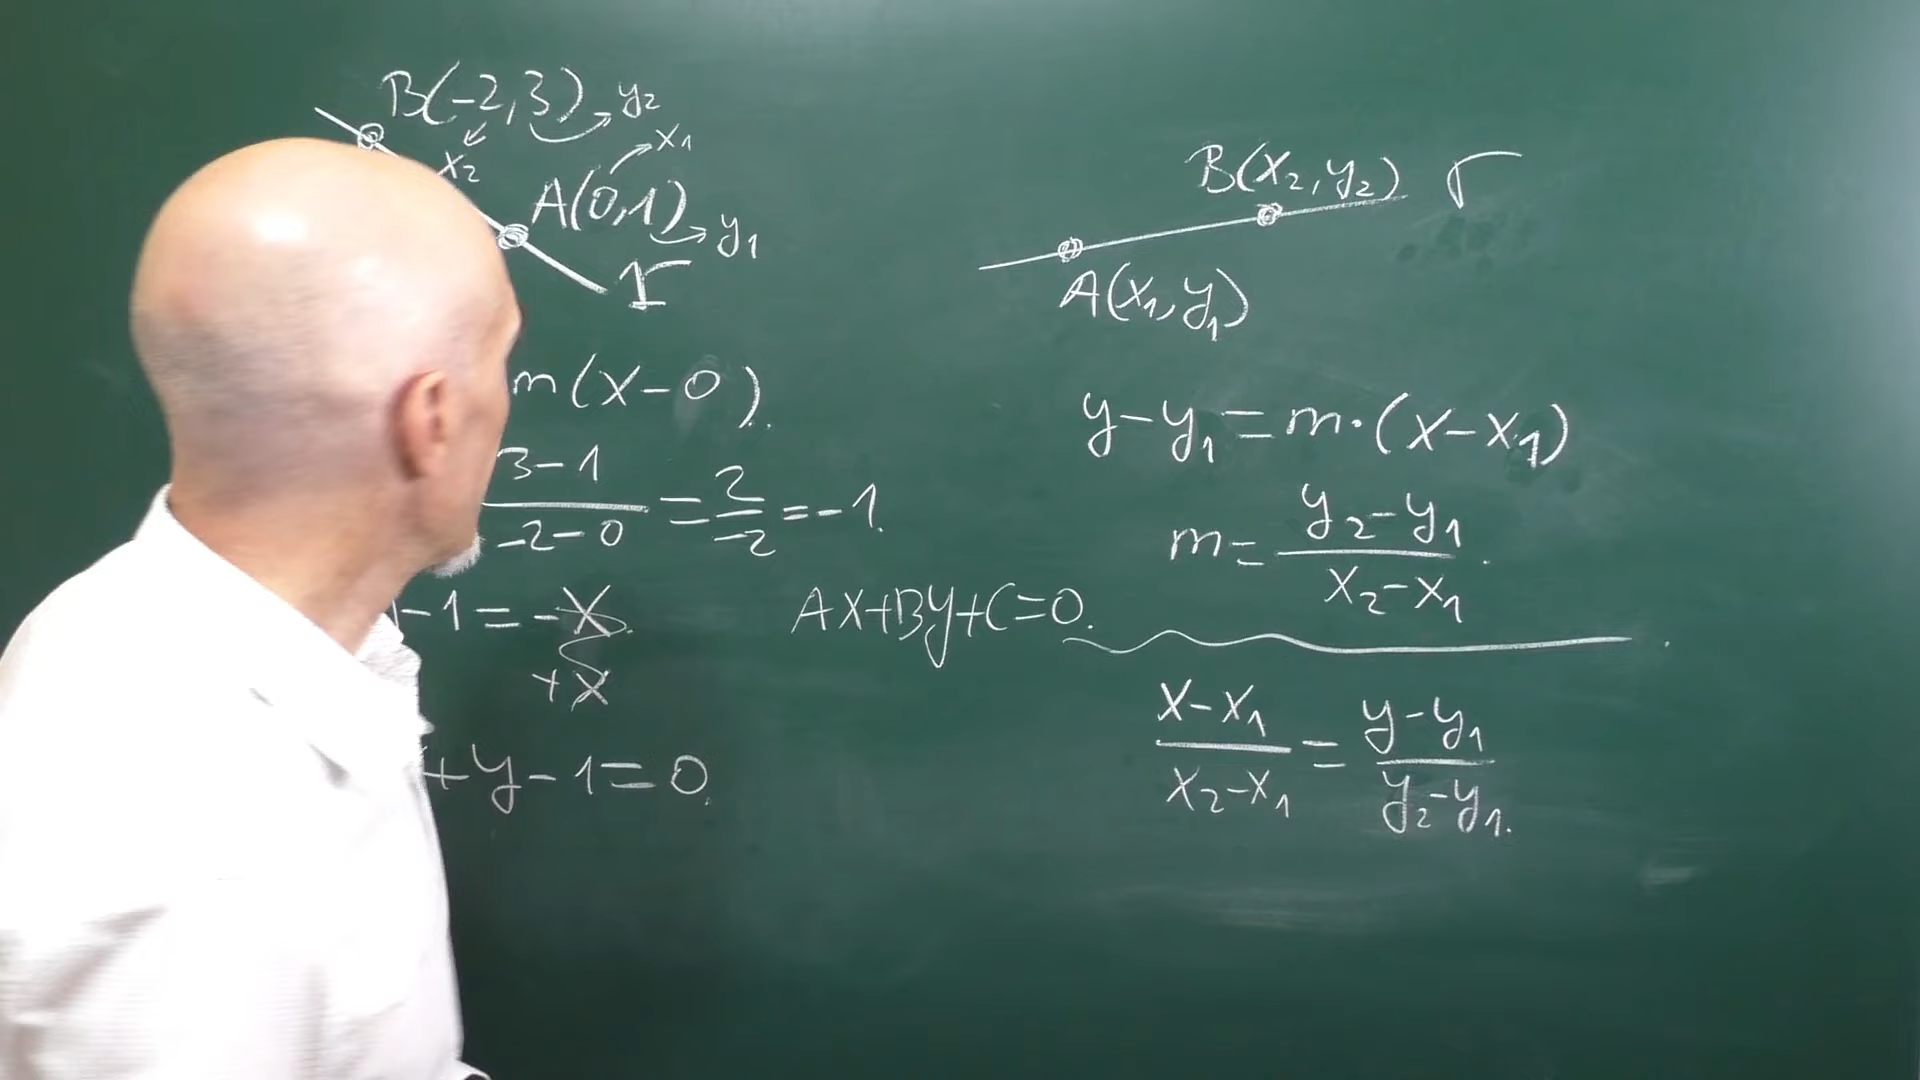 B(-2,3) y₂
x₂
x₁
A(0,1) y₁
r
m(x-0).
3-1/-2-0 = 2/-2 = -1.
-1 = -x.
+x
+y-1=0.
Ax+By+C=0.
B(x₂,y₂) r
A(x₁,y₁)
y-y₁=m·(x-x₁)
m= y₂-y₁/x₂-x₁.
x-x₁/x₂-x₁ = y-y₁/y₂-y₁.